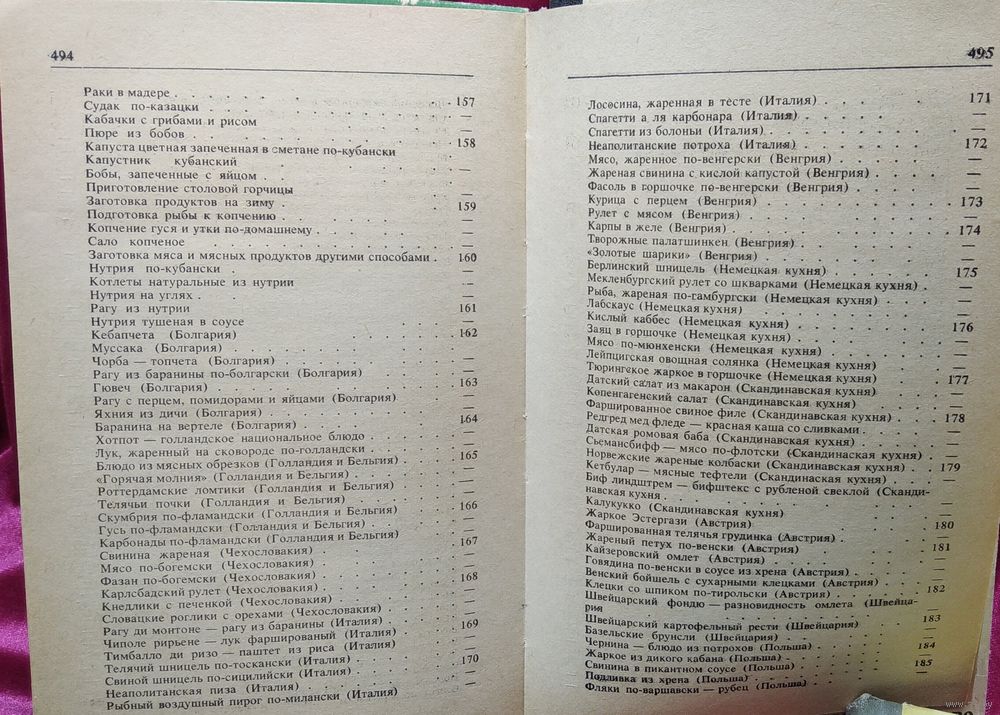 494
Раки в мадере . . . . . . . . 157
Судак по-казацки . . . . . . . —
Кабачки с грибами и рисом —
Пюре из бобов . . . . . . . . 158
Капуста цветная запеченная в сметане по-кубански —
Капустник кубанский . . . . —
Бобы, запеченные с яйцом . . . —
Приготовление столовой горчицы —
Заготовка продуктов на зиму . . . 159
Подготовка рыбы к копчению . . . —
Копчение гуся и утки по-домашнему . . . —
Сало копченое . . . . —
Заготовка мяса и мясных продуктов другими способами . 160
Нутрия по-кубански . . . . —
Котлеты натуральные из нутрии —
Нутрия на углях . . . —
Рагу из нутрии 161
Нутрия тушеная в соусе . . . —
Кебапчета (Болгария) . . . 162
Муссака (Болгария) . . . —
Чорба — топчета (Болгария) . . . —
Рагу из баранины по-болгарски (Болгария) . . . —
Гювеч (Болгария) . . . 163
Рагу с перцем, помидорами и яйцами (Болгария) . . . —
Яхния из дичи (Болгария) . . . —
Баранина на вертеле (Болгария) . . . 164
Хотпот — голландское национальное блюдо . . . —
Лук, жаренный на сковороде по-голландски . . . —
Блюдо из мясных обрезков (Голландия и Бельгия) . . . 165
«Горячая молния» (Голландия и Бельгия) . . . —
Роттердамские ломтики (Голландия и Бельгия) . . . —
Телячьи почки (Голландия и Бельгия) . . . —
Скумбрия по-фламандски (Голландия и Бельгия) . . . 166
Гусь по-фламандски (Голландия и Бельгия) . . . —
Карбонады по-фламандски (Голландия и Бельгия) . . . —
Свинина жареная (Чехословакия) . . . 167
Мясо по-богемски (Чехословакия) . . . —
Фазан по-богемски (Чехословакия) . . . —
Карлсбадский рулет (Чехословакия) . . . 168
Кнедлики с печенкой (Чехословакия) . . . —
Словацкие роглики с орехами (Чехословакия) . . . —
Рагу ди монтоне — рагу из баранины (Италия) . . . —
Чиполе рирьене — лук фаршированый (Италия) . . . 169
Тимбалло ди ризо — паштет из риса (Италия) . . . —
Телячий шницель по-тоскански (Италия) . . . —
Свиной шницель по-сицилийски (Италия) . . . 170
Неаполитанская пиза (Италия) . . . —
Рыбный воздушный пирог по-милански (Италия) —
495
Лососина, жаренная в тесте (Италия) . . . 171
Спагетти а ля карбонара (Италия) . . . —
Спагетти из болоньи (Италия) . . . —
Неаполитанские потроха (Италия) . . . 172
Мясо, жаренное по-венгерски (Венгрия) . . . —
Жареная свинина с кислой капустой (Венгрия) . . . —
Фасоль в горшочке по-венгерски (Венгрия) . . . —
Курица с перцем (Венгрия) . . . 173
Рулет с мясом (Венгрия) . . . —
Карпы в желе (Венгрия) . . . 174
Творожные палатшинкен (Венгрия) . . . —
«Золотые шарики» (Венгрия) . . . —
Берлинский шницель (Немецкая кухня) . . . 175
Мекленбургский рулет со шкварками (Немецкая кухня) . —
Рыба, жареная по-гамбургски (Немецкая кухня) . . . —
Лабскаус (Немецкая кухня) . . . —
Кислый каббес (Немецкая кухня) . . . 176
Заяц в горшочке (Немецкая кухня) . . . —
Мясо по-мюнхенски (Немецкая кухня) . . . —
Лейпцигская овощная солянка (Немецкая кухня) . . . —
Тюрингское жаркое в горшочке (Немецкая кухня) . . . —
Датский салат из макарон (Скандинавская кухня) . . . 177
Копенгагенский салат (Скандинавская кухня) . . . —
Фаршированное свиное филе (Скандинавская кухня) . . . —
Редгред мед фледе — красная каша со сливками . . . 178
Датская ромовая баба (Скандинавская кухня) . . . —
Сьемансбифф — мясо по-флотски (Скандинаская кухня) . . . —
Норвежские жареные колбаски (Скандинавская кухня) . . . —
Кетбулар — мясные тефтели (Скандинаская кухня) . . . 179
Биф линдштрем — бифштекс с рубленой свеклой (Сканди-
навская кухня . . . —
Калукукко (Скандинавская кухня) . . . —
Жаркое Эстергази (Австрия) . . . —
Фаршированная телячья грудинка (Австрия) . . . 180
Жареный петух по-венски (Австрия) . . . —
Кайзеровский омлет (Австрия) . . . 181
Говядина по-венски в соусе из хрена (Австрия) . . . —
Венский бойшель с сухарными клецками (Австрия) . . . —
Клецки со шпиком по-тирольски (Австрия) . . . 182
Швейцарский фондю — разновидность омлета (Швейца-
рия . . . —
Швейцарский картофельный рести (Швейцария) . . . 183
Базельские брунсли (Швейцария) . . . —
Чернина — блюдо из потрохов (Польша) . . . 184
Жаркое из дикого кабана (Польша) . . . —
Свинина в пикантном соусе (Польша) . . . 185
Подливка из хрена (Польша) . . . —
Фляки по-варшавски — рубец (Польша) . . . —